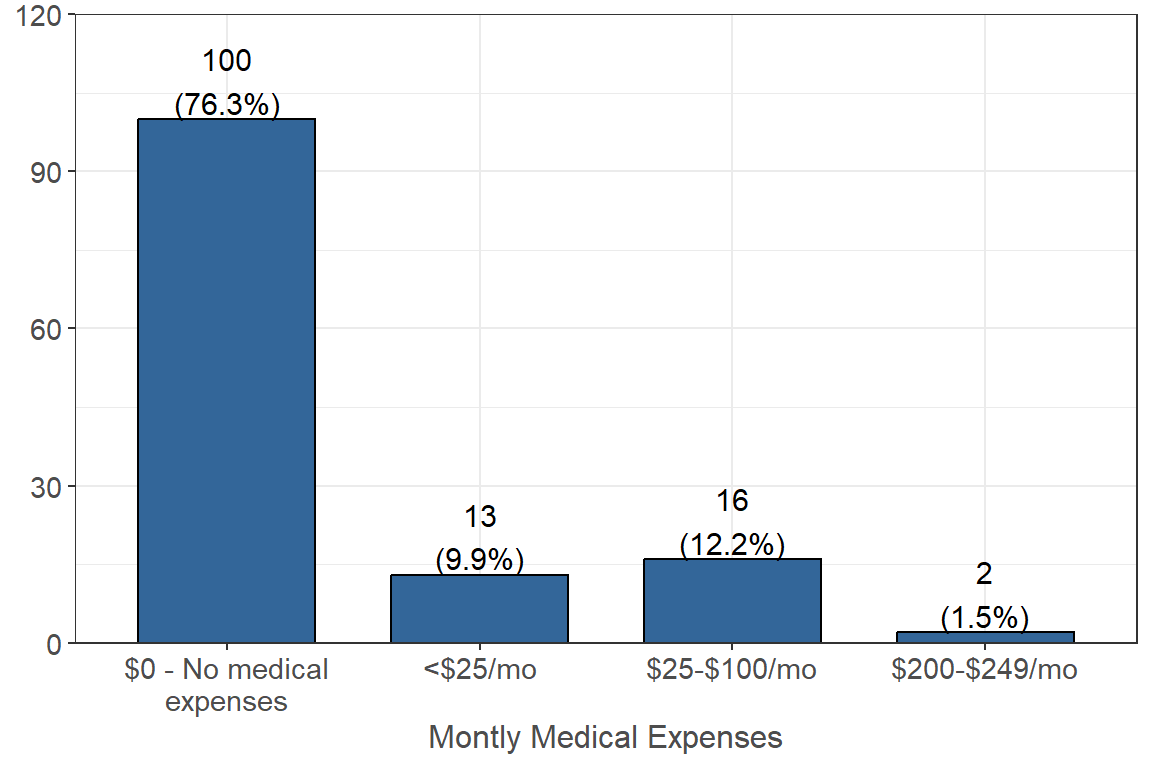 120
90
60
30
0
100
(76.3%)
13
(9.9%)
16
(12.2%)
2
(1.5%)
$0 - No medical
expenses
<$25/mo
$25-$100/mo
$200-$249/mo
Montly Medical Expenses